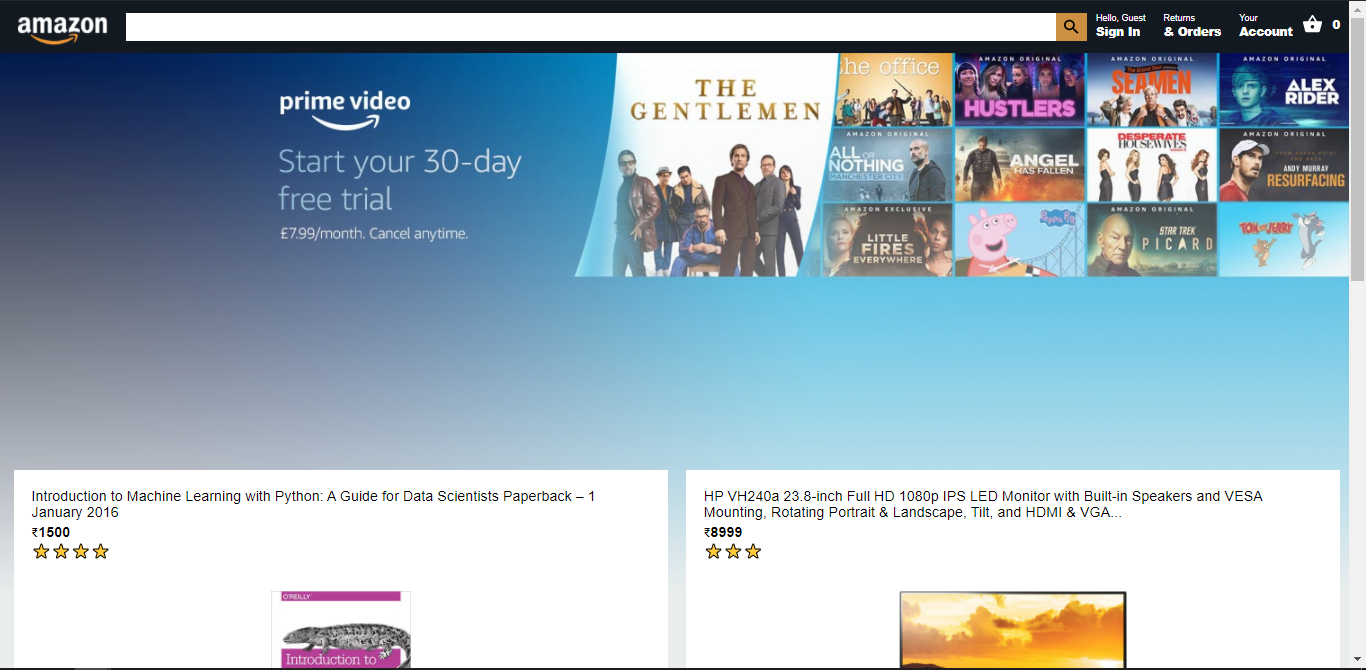 amazon
Hello, Guest
Sign In
Returns
& Orders
Your
Account
0
prime video
Start your 30-day
free trial
£7.99/month. Cancel anytime.
THE
GENTLEMEN
the office
AMAZON ORIGINAL
HUSTLERS
AMAZON ORIGINAL
The Grand Tour
SEAMEN
AMAZON ORIGINAL
ALEX
RIDER
AMAZON ORIGINAL
ALL OR
NOTHING
MANCHESTER CITY
ANGEL
HAS FALLEN
DESPERATE
HOUSEWIVES
AMAZON ORIGINAL
ANDY MURRAY
RESURFACING
AMAZON EXCLUSIVE
LITTLE
FIRES
EVERYWHERE
Peppa Pig
AMAZON ORIGINAL
STAR TREK
PICARD
TOM AND JERRY
Introduction to Machine Learning with Python: A Guide for Data Scientists Paperback – 1
January 2016
₹1500
O'REILLY
Introduction to
HP VH240a 23.8-inch Full HD 1080p IPS LED Monitor with Built-in Speakers and VESA
Mounting, Rotating Portrait & Landscape, Tilt, and HDMI & VGA...
₹8999